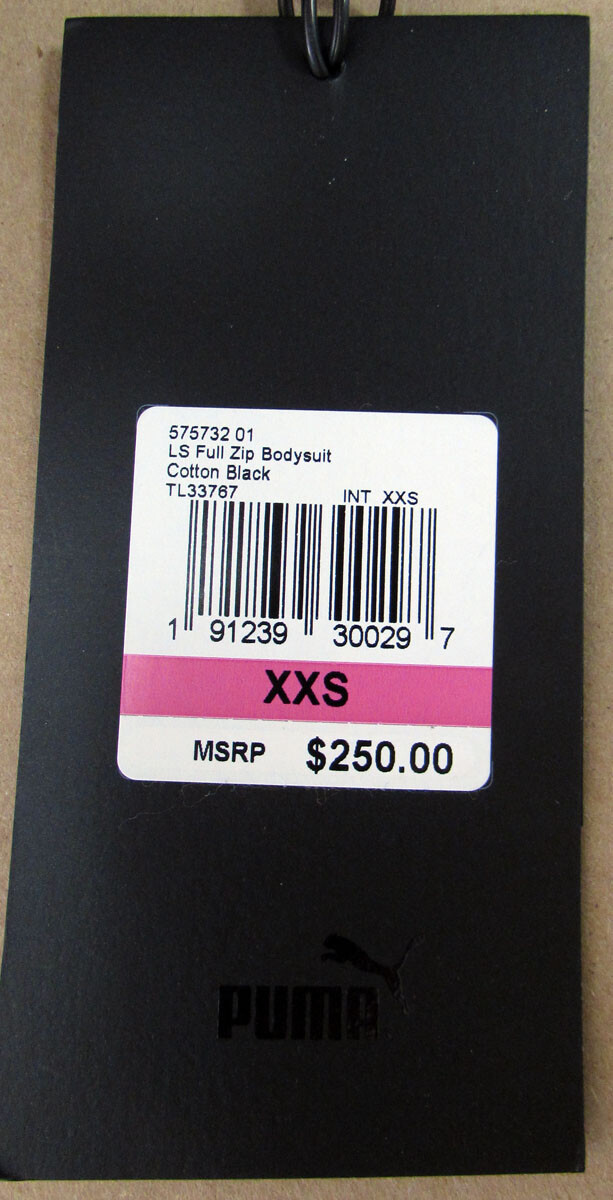 575732 01
LS Full Zip Bodysuit
Cotton Black
TL33767 INT XXS
1 91239 30029 7
XXS
MSRP $250.00
PUMA